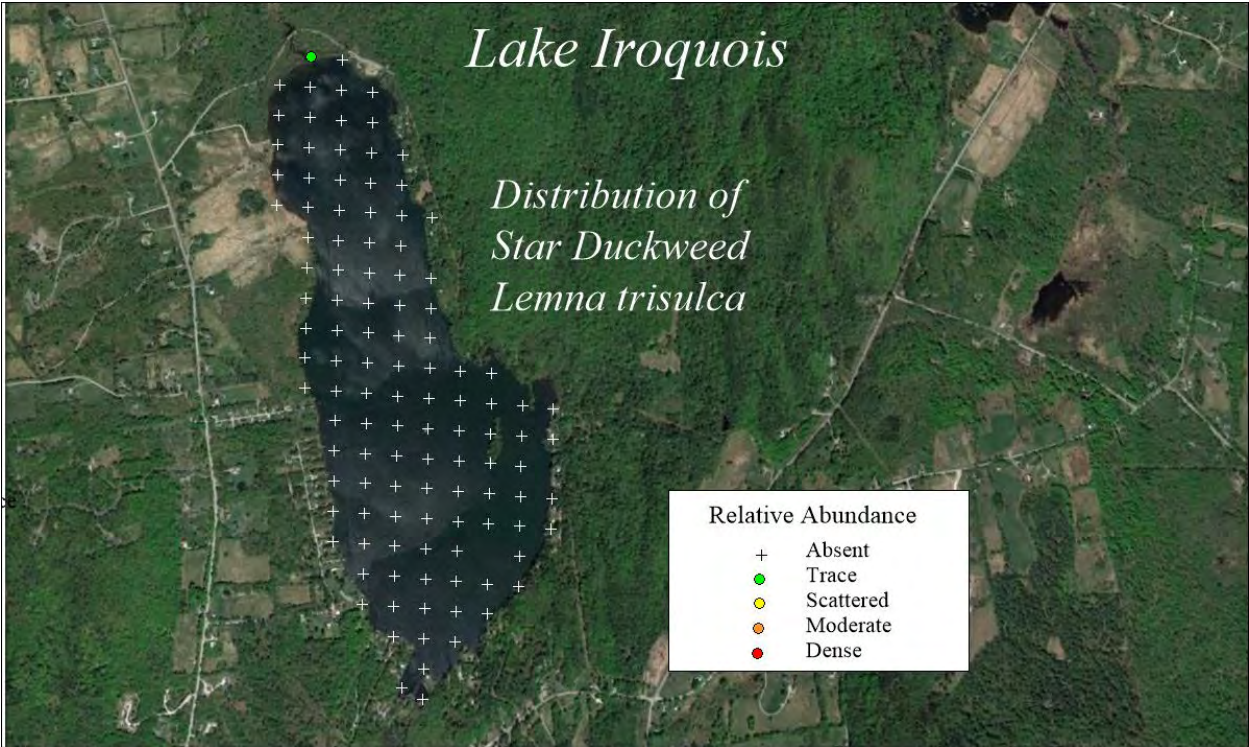 Lake Iroquois
Distribution of
Star Duckweed
Lemna trisulca
Relative Abundance
Absent
Trace
Scattered
Moderate
Dense